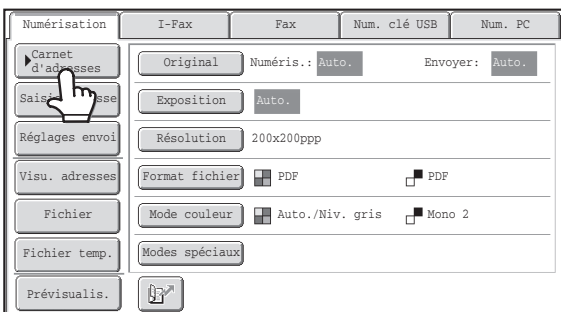 Numérisation
I-Fax
Fax
Num. clé USB
Num. PC
Carnet
d'adresses
Original
Numéris.: Auto.
Envoyer: Auto.
Exposition
Auto.
Réglages envoi
Résolution
200x200ppp
Visu. adresses
Format fichier
PDF
PDF
Fichier
Mode couleur
Auto./Niv. gris
Mono 2
Fichier temp.
Modes spéciaux
Prévisualis.